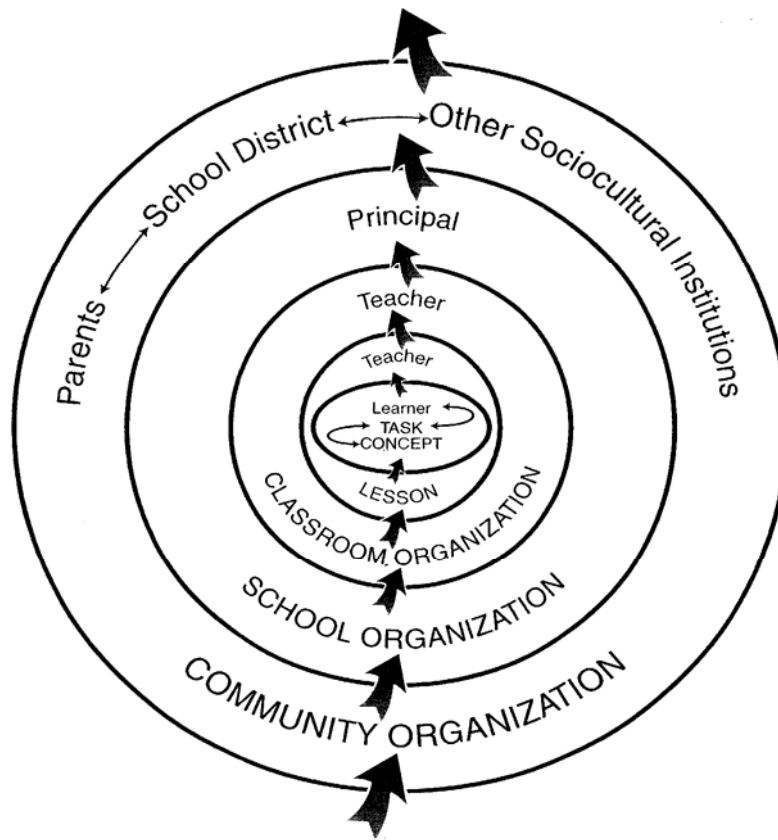 School District
Other Sociocultural Institutions
Parents
Principal
Teacher
Teacher
Learner
TASK
CONCEPT
LESSON
CLASSROOM ORGANIZATION
SCHOOL ORGANIZATION
COMMUNITY ORGANIZATION